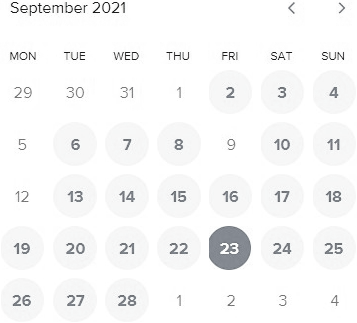 September 2021
MON TUE WED THU FRI SAT SUN
29 30 31 1 2 3 4
5 6 7 8 9 10 11
12 13 14 15 16 17 18
19 20 21 22 23 24 25
26 27 28 1 2 3 4